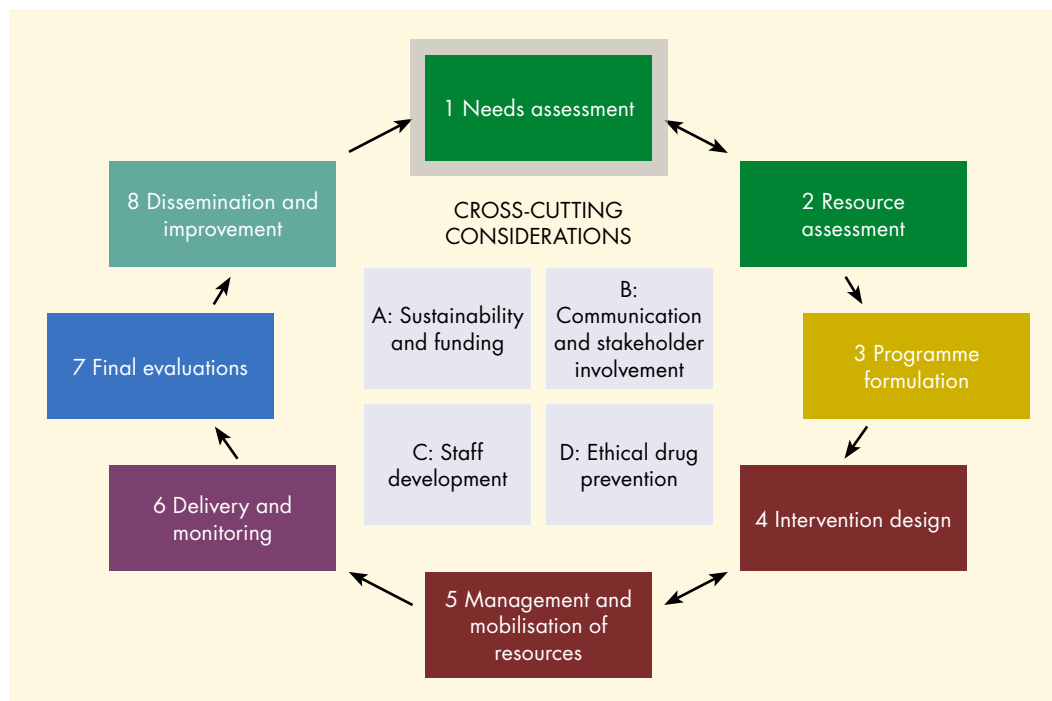 1 Needs assessment
2 Resource
assessment
3 Programme
formulation
4 Intervention design
5 Management and
mobilisation of
resources
6 Delivery and
monitoring
7 Final evaluations
8 Dissemination and
improvement
CROSS-CUTTING
CONSIDERATIONS
A: Sustainability
and funding
B:
Communication
and stakeholder
involvement
C: Staff
development
D: Ethical drug
prevention